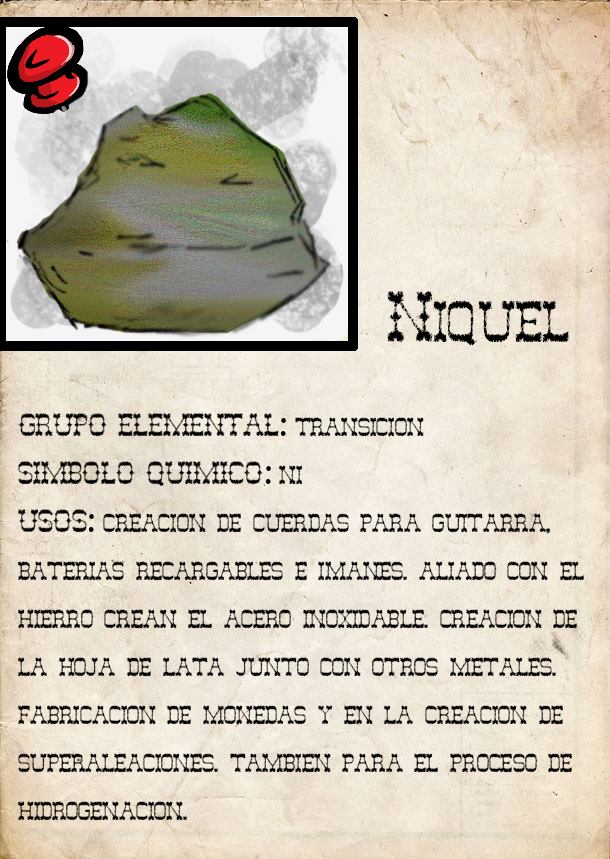 NIQUEL
GRUPO ELEMENTAL: TRANSICION
SIMBOLO QUIMICO: NI
USOS: CREACION DE CUERDAS PARA GUITARRA,
BATERIAS RECARGABLES E IMANES. ALIADO CON EL
HIERRO CREAN EL ACERO INOXIDABLE. CREACION DE
LA HOJA DE LATA JUNTO CON OTROS METALES.
FABRICACION DE MONEDAS Y EN LA CREACION DE
SUPERALEACIONES. TAMBIEN PARA EL PROCESO DE
HIDROGENACION.